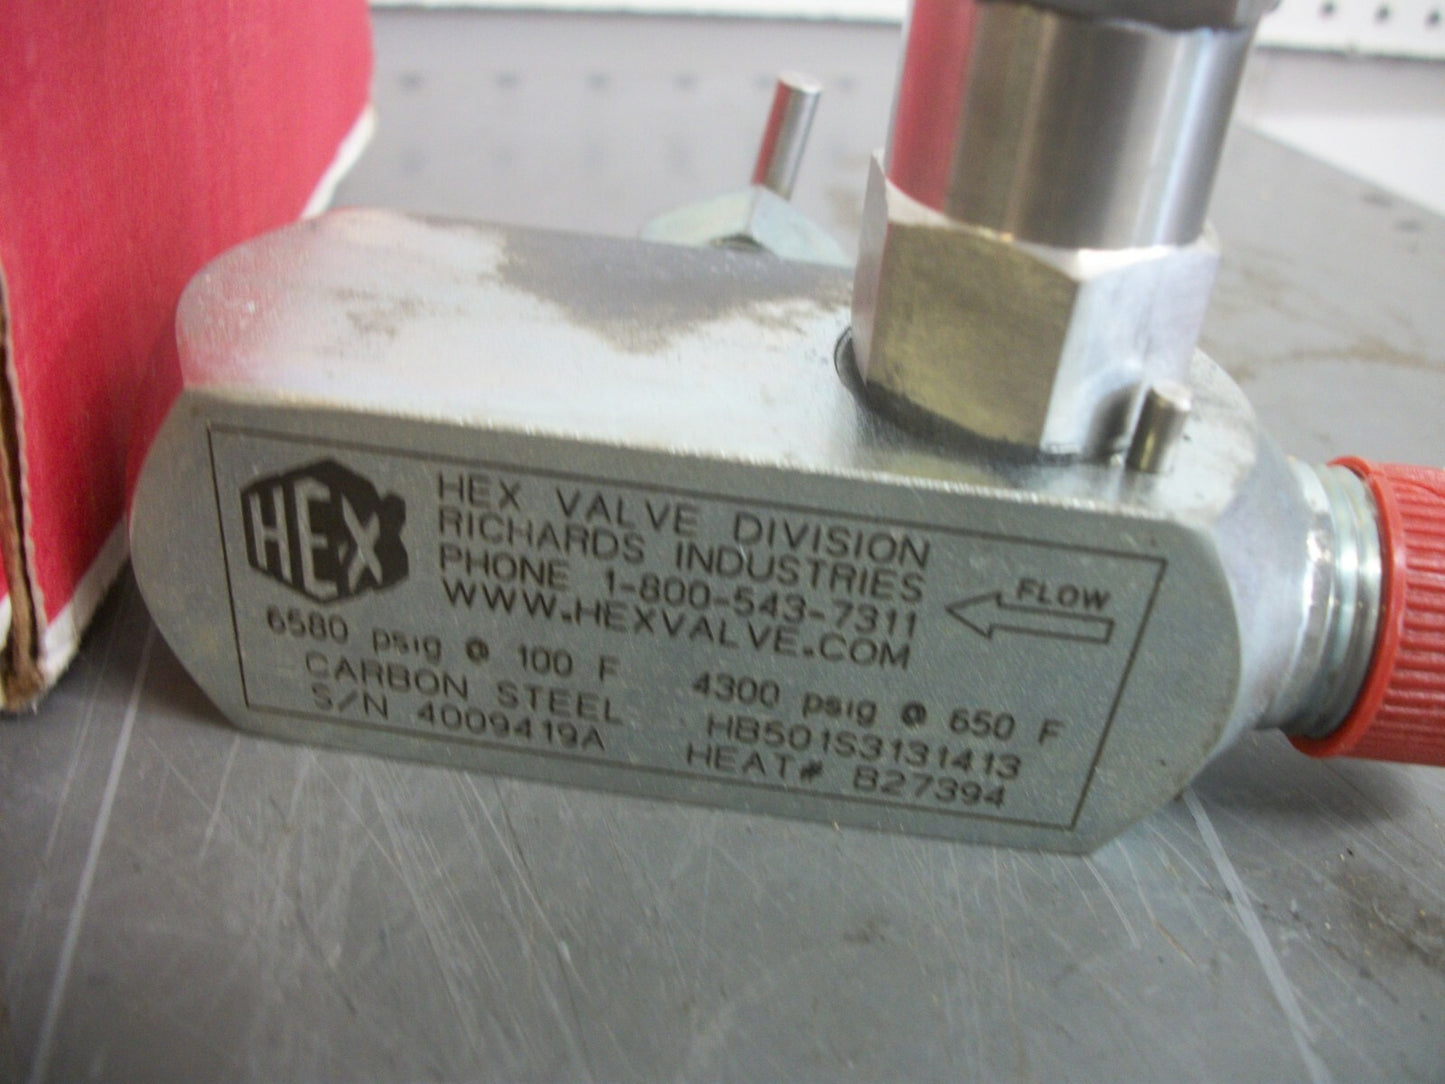 HEX
HEX VALVE DIVISION
RICHARDS INDUSTRIES
PHONE 1-800-543-7311
WWW.HEXVALVE.COM
FLOW
6580 psig @ 100 F 4300 psig @ 650 F
CARBON STEEL HB501S3131413
S/N 4009419A HEAT# B27394